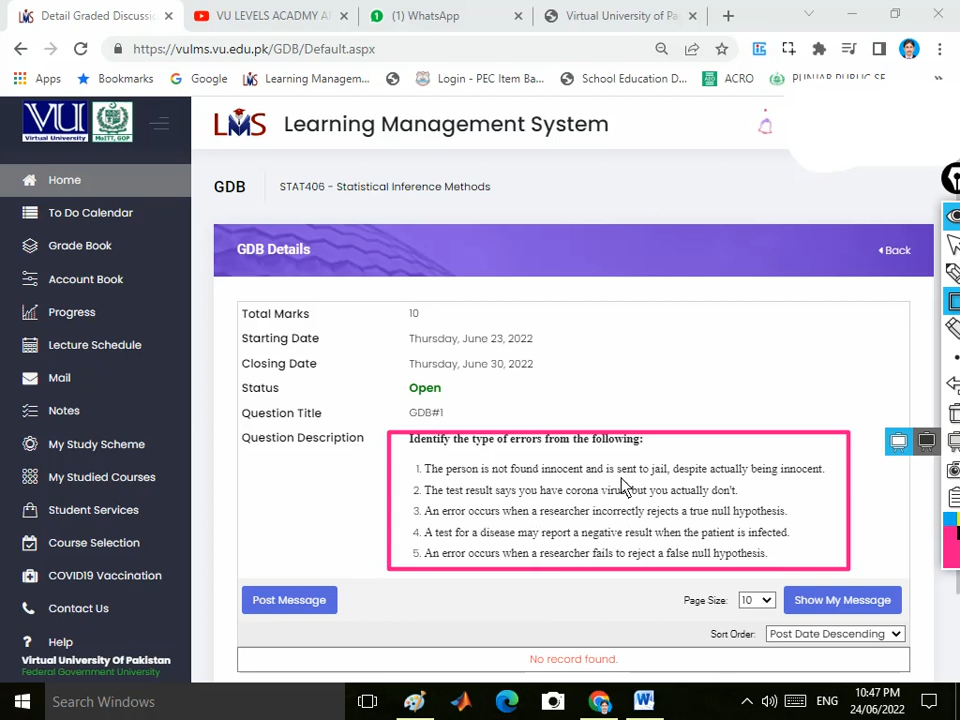 Detail Graded Discussi
VU LEVELS ACADMY A
(1) WhatsApp
Virtual University of Pa
https://vulms.vu.edu.pk/GDB/Default.aspx
Apps
Bookmarks
Google
Learning Managem...
Login - PEC Item Ba...
School Education D...
ACRO
PUNJAB PUBLIC SE
»
VU
Virtual University
MoITT, GOP
LMS
Learning Management System
Home
To Do Calendar
Grade Book
Account Book
Progress
Lecture Schedule
Mail
Notes
My Study Scheme
My Studied Courses
Student Services
Course Selection
COVID19 Vaccination
Contact Us
Help
Virtual University Of Pakistan
Federal Government University
GDB
STAT406 - Statistical Inference Methods
GDB Details
Back
Total Marks 10
Starting Date Thursday, June 23, 2022
Closing Date Thursday, June 30, 2022
Status Open
Question Title GDB#1
Question Description Identify the type of errors from the following:
1. The person is not found innocent and is sent to jail, despite actually being innocent.
2. The test result says you have corona virus but you actually don't.
3. An error occurs when a researcher incorrectly rejects a true null hypothesis.
4. A test for a disease may report a negative result when the patient is infected.
5. An error occurs when a researcher fails to reject a false null hypothesis.
Post Message
Page Size: 10
Show My Message
Sort Order: Post Date Descending
No record found.
Search Windows
ENG
10:47 PM
24/06/2022